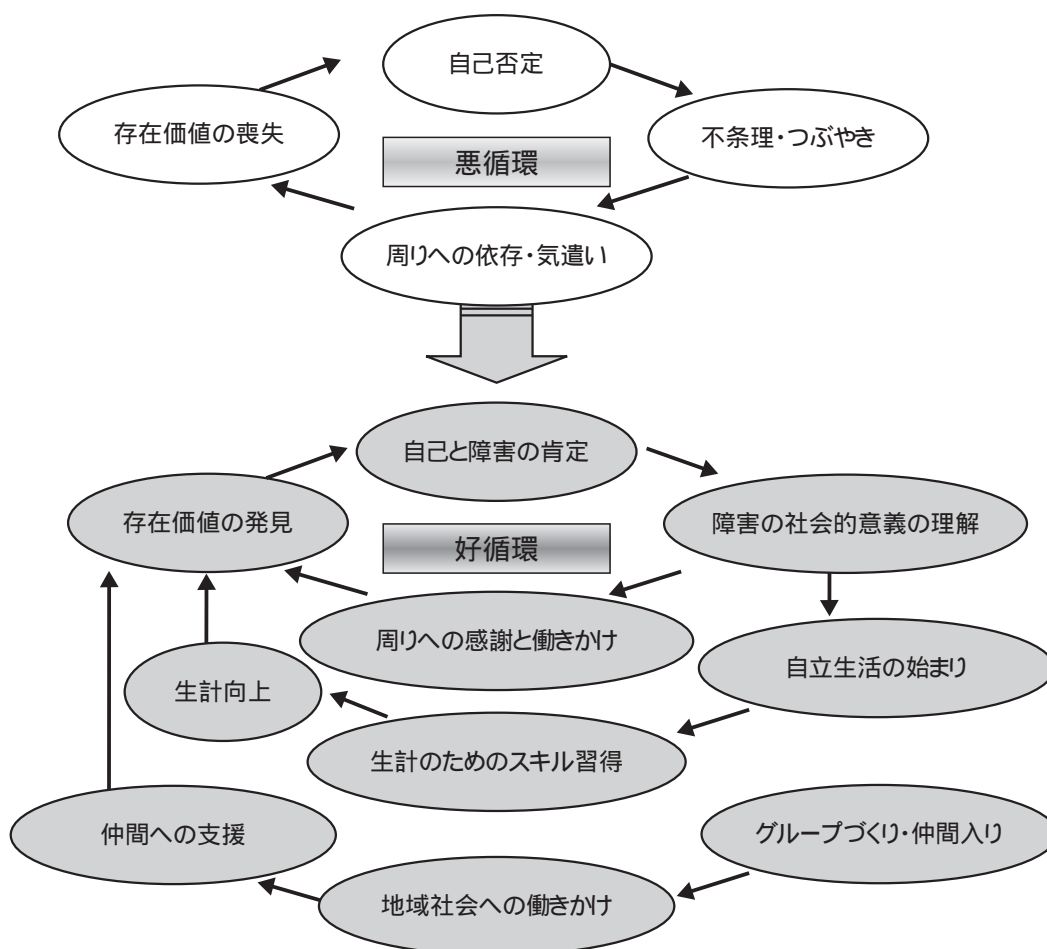 自己否定
存在価値の喪失
不条理・つぶやき
悪循環
周りへの依存・気遣い
自己と障害の肯定
存在価値の発見
障害の社会的意義の理解
好循環
周りへの感謝と働きかけ
自立生活の始まり
生計向上
生計のためのスキル習得
仲間への支援
グループづくり・仲間入り
地域社会への働きかけ